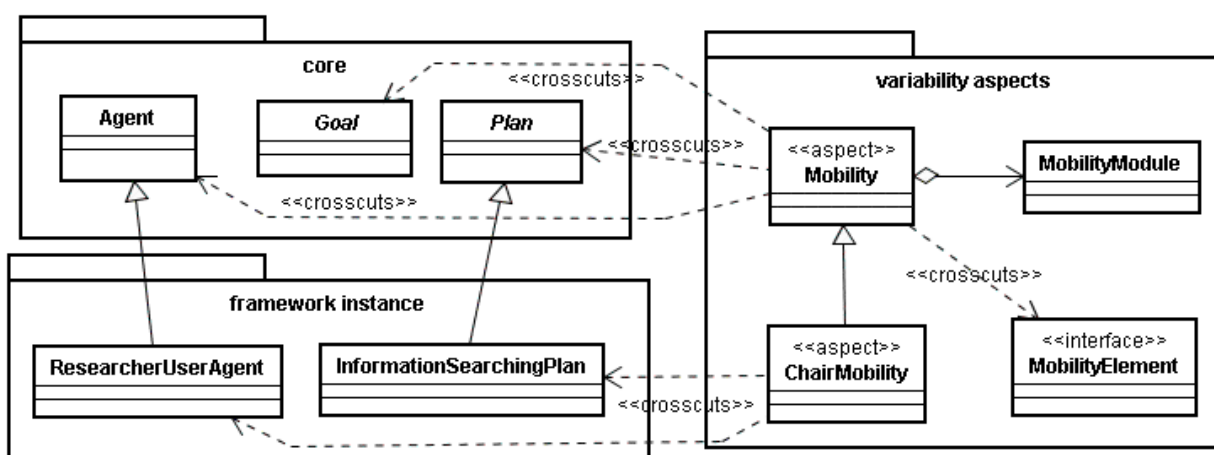 core
Agent
Goal
Plan
<<crosscuts>>
<<crosscuts>>
<<crosscuts>>
variability aspects
<<aspect>>
Mobility
MobilityModule
<<crosscuts>>
<<aspect>>
ChairMobility
<<interface>>
MobilityElement
framework instance
ResearcherUserAgent
InformationSearchingPlan
<<crosscuts>>